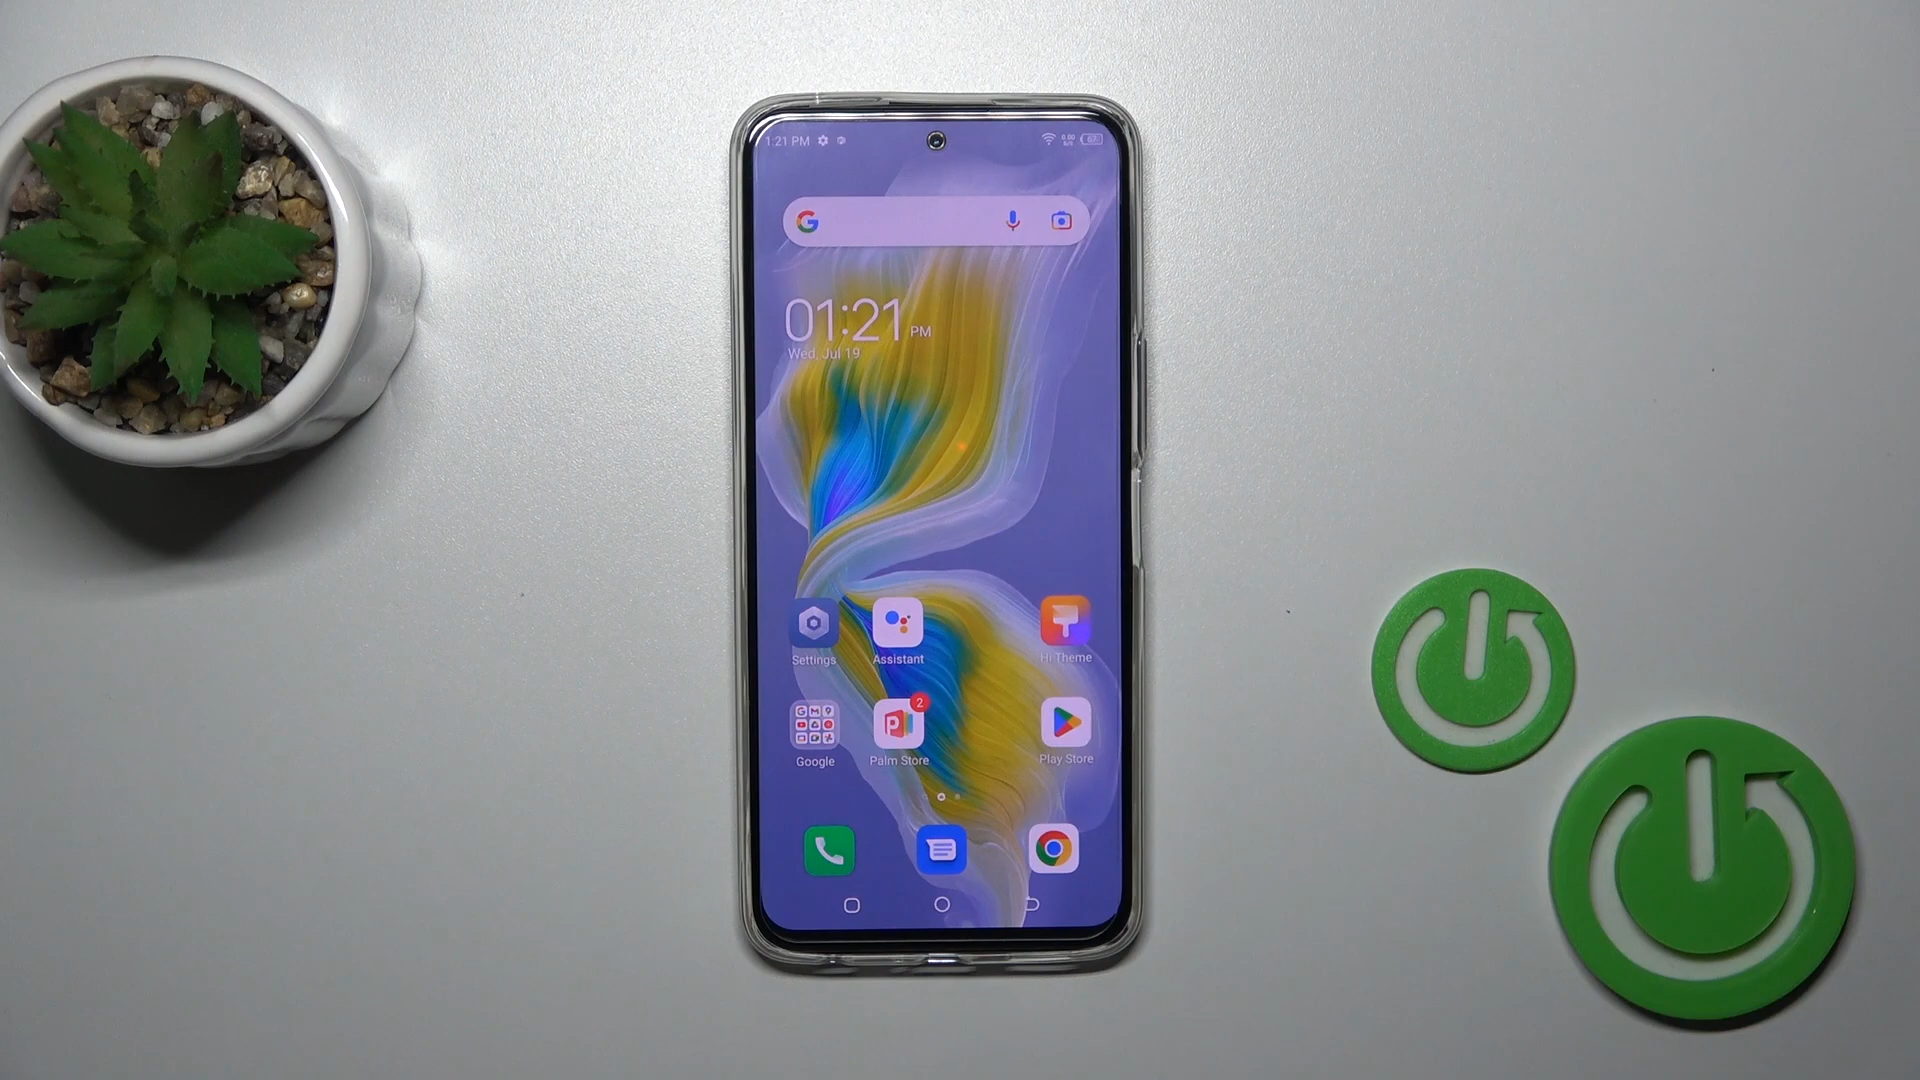 1:21 PM
01:21 PM
Wed, Jul 19
Settings
Assistant
Hi Theme
2
Google
Palm Store
Play Store